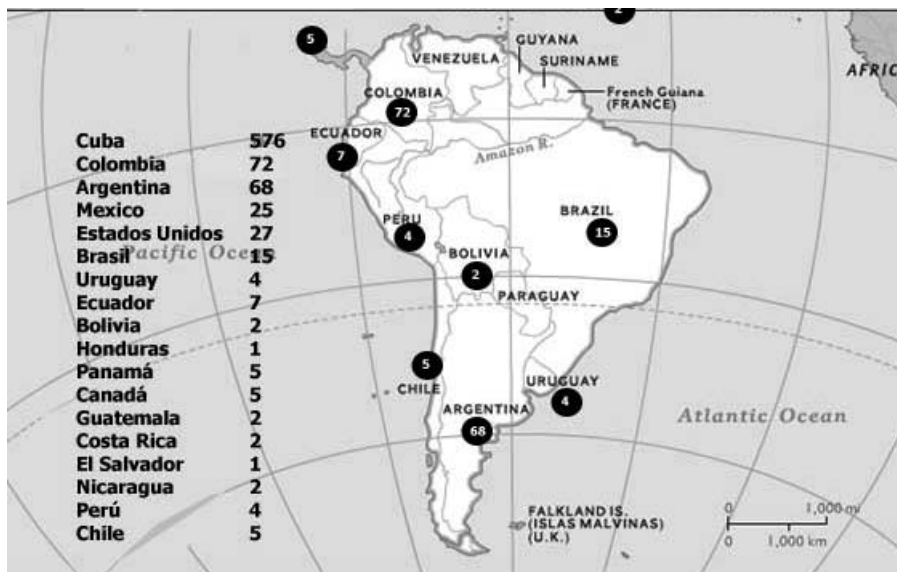 2
5
GUYANA
VENEZUELA
SURINAME
AFRIC
COLOMBIA
French Guiana
(FRANCE)
72
ECUADOR
7
Amazon R.
Cuba 576
Colombia 72
Argentina 68
Mexico 25
Estados Unidos 27
Brasil 15
Uruguay 4
Ecuador 7
Bolivia 2
Honduras 1
Panamá 5
Canadá 5
Guatemala 2
Costa Rica 2
El Salvador 1
Nicaragua 2
Perú 4
Chile 5
Pacific Ocean
PERU
4
BRAZIL
15
BOLIVIA
2
PARAGUAY
5
CHILE
URUGUAY
4
ARGENTINA
68
Atlantic Ocean
FALKLAND IS.
(ISLAS MALVINAS)
(U.K.)
0 1,000 mi
0 1,000 km